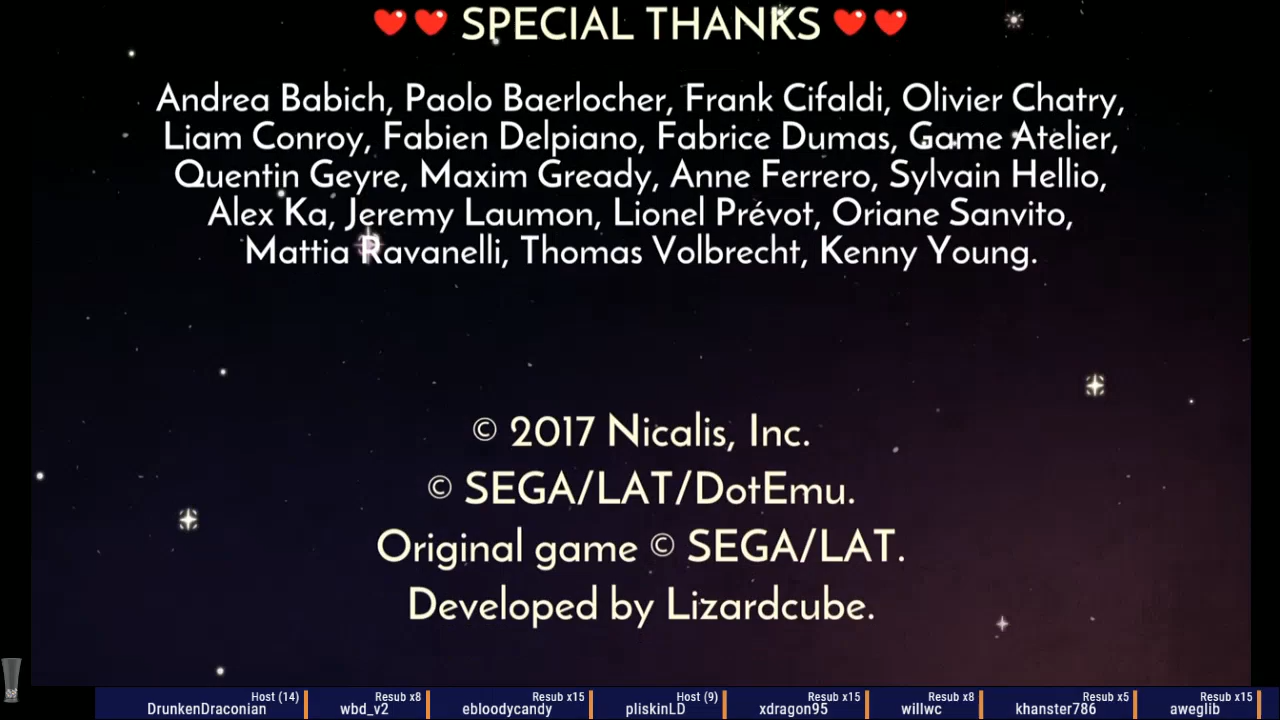 ❤️❤️ SPECIAL THANKS ❤️❤️
Andrea Babich, Paolo Baerlocher, Frank Cifaldi, Olivier Chatry,
Liam Conroy, Fabien Delpiano, Fabrice Dumas, Game Atelier,
Quentin Geyre, Maxim Gready, Anne Ferrero, Sylvain Hellio,
Alex Ka, Jeremy Laumon, Lionel Prévot, Oriane Sanvito,
Mattia Ravanelli, Thomas Volbrecht, Kenny Young.
© 2017 Nicalis, Inc.
© SEGA/LAT/DotEmu.
Original game © SEGA/LAT.
Developed by Lizardcube.
Host (14) Resub x8 Resub x15 Host (9) Resub x15 Resub x8 Resub x5 Resub x15
DrunkenDraconian wbd_v2 ebloodycandy pliskinLD xdragon95 willwc khanster786 aweglib